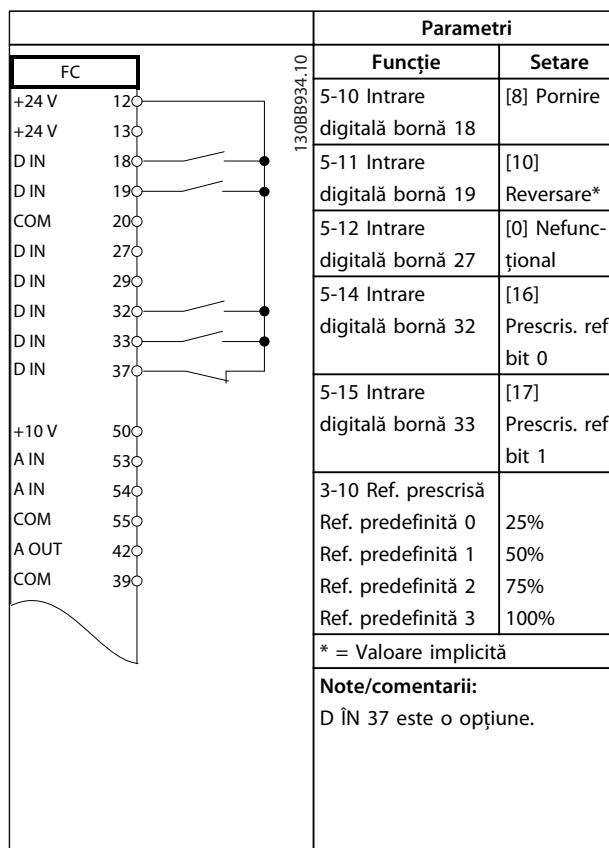 FC
+24 V 12
+24 V 13
D IN 18
D IN 19
COM 20
D IN 27
D IN 29
D IN 32
D IN 33
D IN 37
+10 V 50
A IN 53
A IN 54
COM 55
A OUT 42
COM 39
130BB934.10
Parametri
Funcție Setare
5-10 Intrare [8] Pornire
digitală bornă 18
5-11 Intrare [10]
digitală bornă 19 Reversare*
5-12 Intrare [0] Nefunc-
digitală bornă 27 țional
5-14 Intrare [16]
digitală bornă 32 Prescris. ref
bit 0
5-15 Intrare [17]
digitală bornă 33 Prescris. ref
bit 1
3-10 Ref. prescrisă
Ref. predefinită 0 25%
Ref. predefinită 1 50%
Ref. predefinită 2 75%
Ref. predefinită 3 100%
* = Valoare implicită
Note/comentarii:
D ÎN 37 este o opțiune.